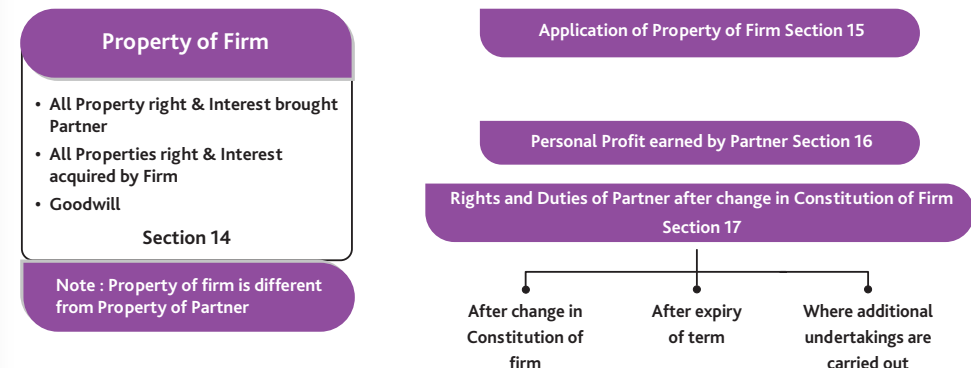 Property of Firm
• All Property right & Interest brought
Partner
• All Properties right & Interest
acquired by Firm
• Goodwill
Section 14
Note : Property of firm is different
from Property of Partner
Application of Property of Firm Section 15
Personal Profit earned by Partner Section 16
Rights and Duties of Partner after change in Constitution of Firm
Section 17
After change in
Constitution of
firm
After expiry
of term
Where additional
undertakings are
carried out